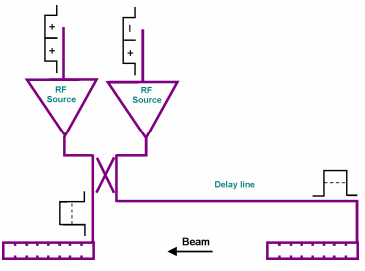 +
+
−
+
RF
Source
RF
Source
Delay line
Beam